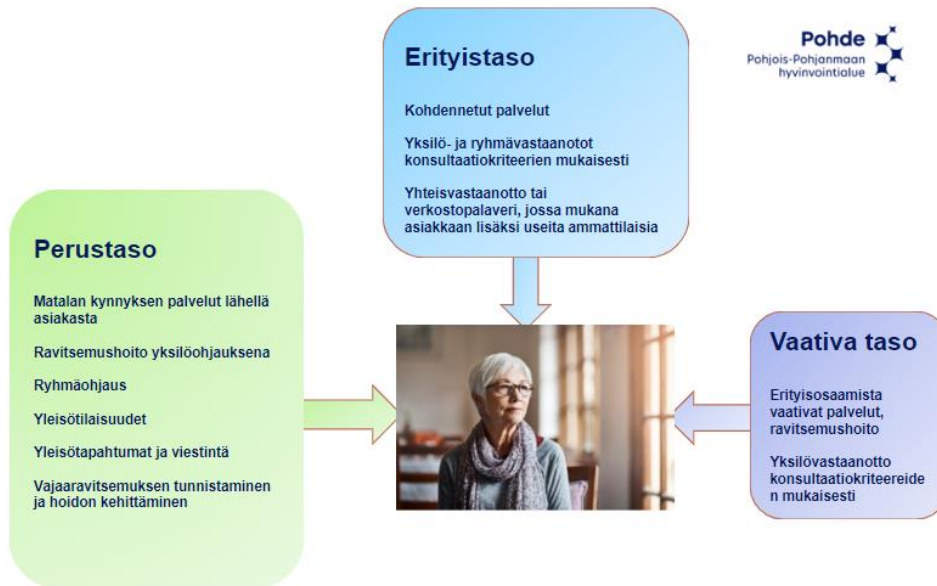 Erityistaso
Kohdennetut palvelut
Yksilö- ja ryhmävastaanotot
konsultaatiokriteerien mukaisesti
Yhteisvastaanotto tai
verkostopalaveri, jossa mukana
asiakkaan lisäksi useita ammattilaisia
Pohde
Pohjois-Pohjanmaan
hyvinvointialue
Perustaso
Matalan kynnyksen palvelut lähellä
asiakasta
Ravitsemushoito yksilöohjauksena
Ryhmäohjaus
Yleisötilaisuudet
Yleisötapahtumat ja viestintä
Vajaaravitsemuksen tunnistaminen
ja hoidon kehittäminen
Vaativa taso
Erityisosaamista
vaativat palvelut,
ravitsemushoito
Yksilövastaanotto
konsultaatiokriteereide
n mukaisesti